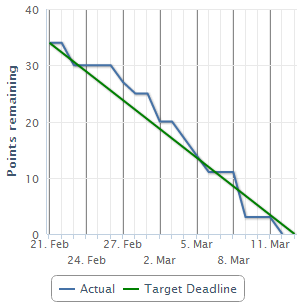 40
30
20
10
0
Points remaining
21. Feb 27. Feb 5. Mar 11. Mar
24. Feb 2. Mar 8. Mar
Actual Target Deadline